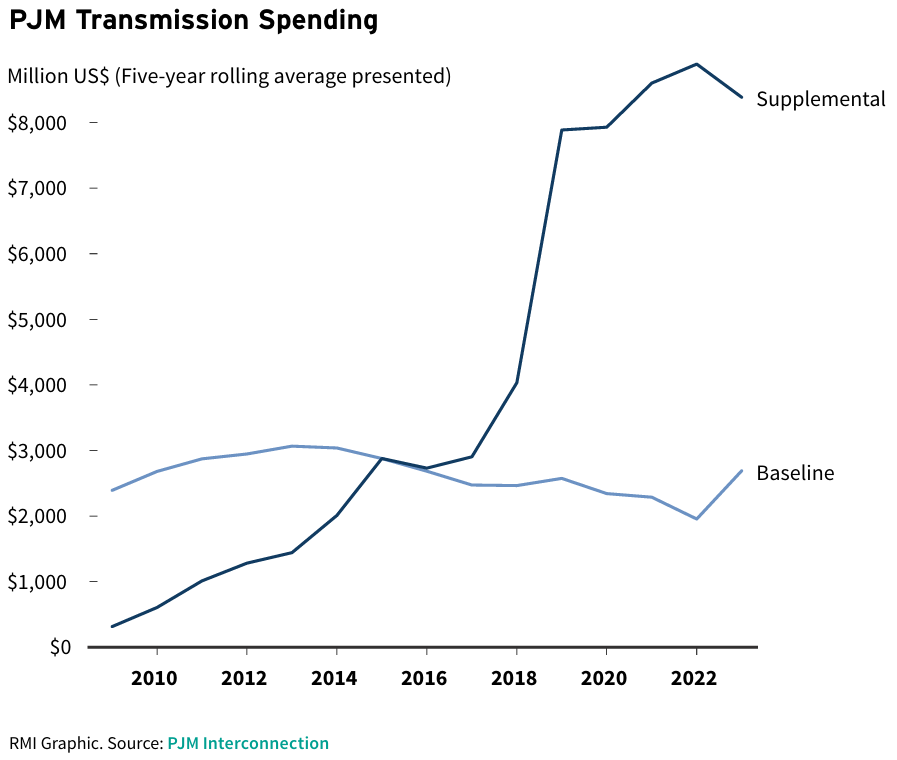 PJM Transmission Spending
Million US$ (Five-year rolling average presented)
Supplemental
$8,000
$7,000
$6,000
$5,000
$4,000
$3,000
Baseline
$2,000
$1,000
$0
2010 2012 2014 2016 2018 2020 2022
RMI Graphic. Source: PJM Interconnection